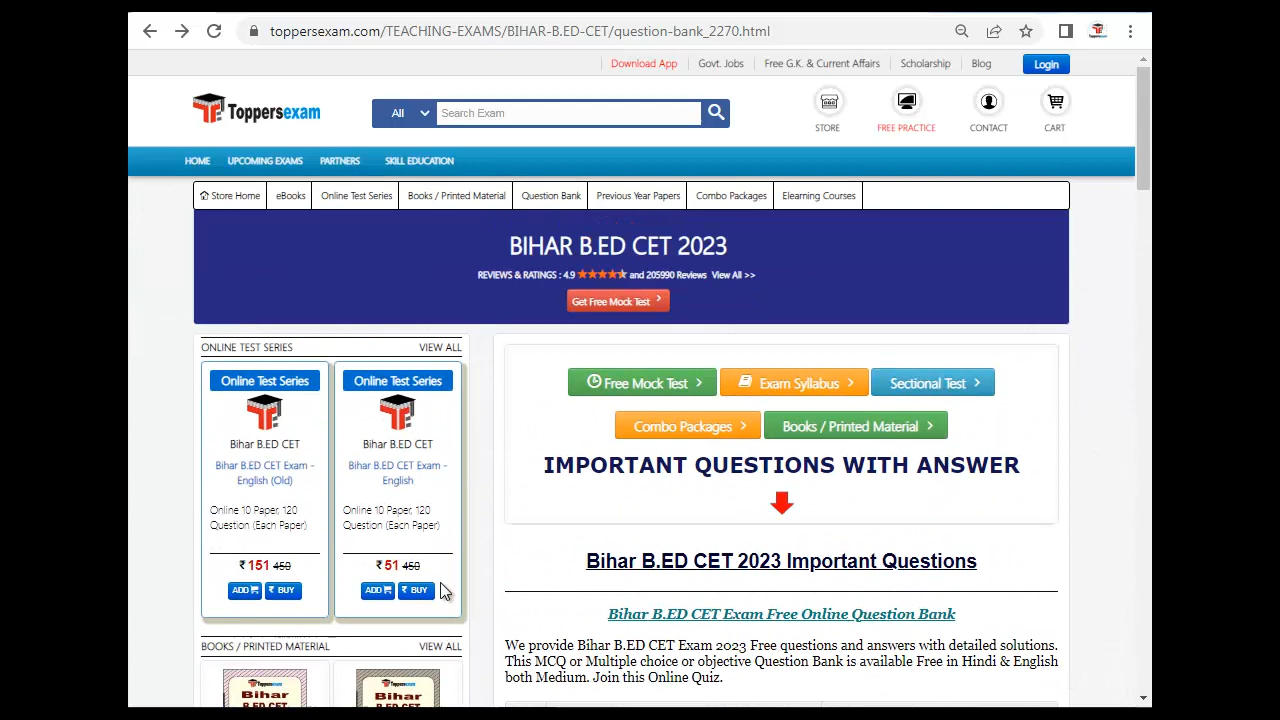 toppersexam.com/TEACHING-EXAMS/BIHAR-B.ED-CET/question-bank_2270.html
Download App Govt. Jobs Free G.K. & Current Affairs Scholarship Blog Login
Toppersexam All Search Exam
STORE FREE PRACTICE CONTACT CART
HOME UPCOMING EXAMS PARTNERS SKILL EDUCATION
Store Home eBooks Online Test Series Books / Printed Material Question Bank Previous Year Papers Combo Packages Elearning Courses
BIHAR B.ED CET 2023
REVIEWS & RATINGS : 4.9 and 205990 Reviews View All >>
Get Free Mock Test
ONLINE TEST SERIES VIEW ALL
Online Test Series
Bihar B.ED CET
Bihar B.ED CET Exam -
English (Old)
Online 10 Paper, 120
Question (Each Paper)
₹ 151 450
ADD ₹ BUY
Online Test Series
Bihar B.ED CET
Bihar B.ED CET Exam -
English
Online 10 Paper, 120
Question (Each Paper)
₹ 51 450
ADD ₹ BUY
BOOKS / PRINTED MATERIAL VIEW ALL
Toppersexam
Bihar
B.ED CET
Toppersexam
Bihar
B.ED CET
Free Mock Test Exam Syllabus Sectional Test
Combo Packages Books / Printed Material
IMPORTANT QUESTIONS WITH ANSWER
Bihar B.ED CET 2023 Important Questions
Bihar B.ED CET Exam Free Online Question Bank
We provide Bihar B.ED CET Exam 2023 Free questions and answers with detailed solutions.
This MCQ or Multiple choice or objective Question Bank is available Free in Hindi & English
both Medium. Join this Online Quiz.